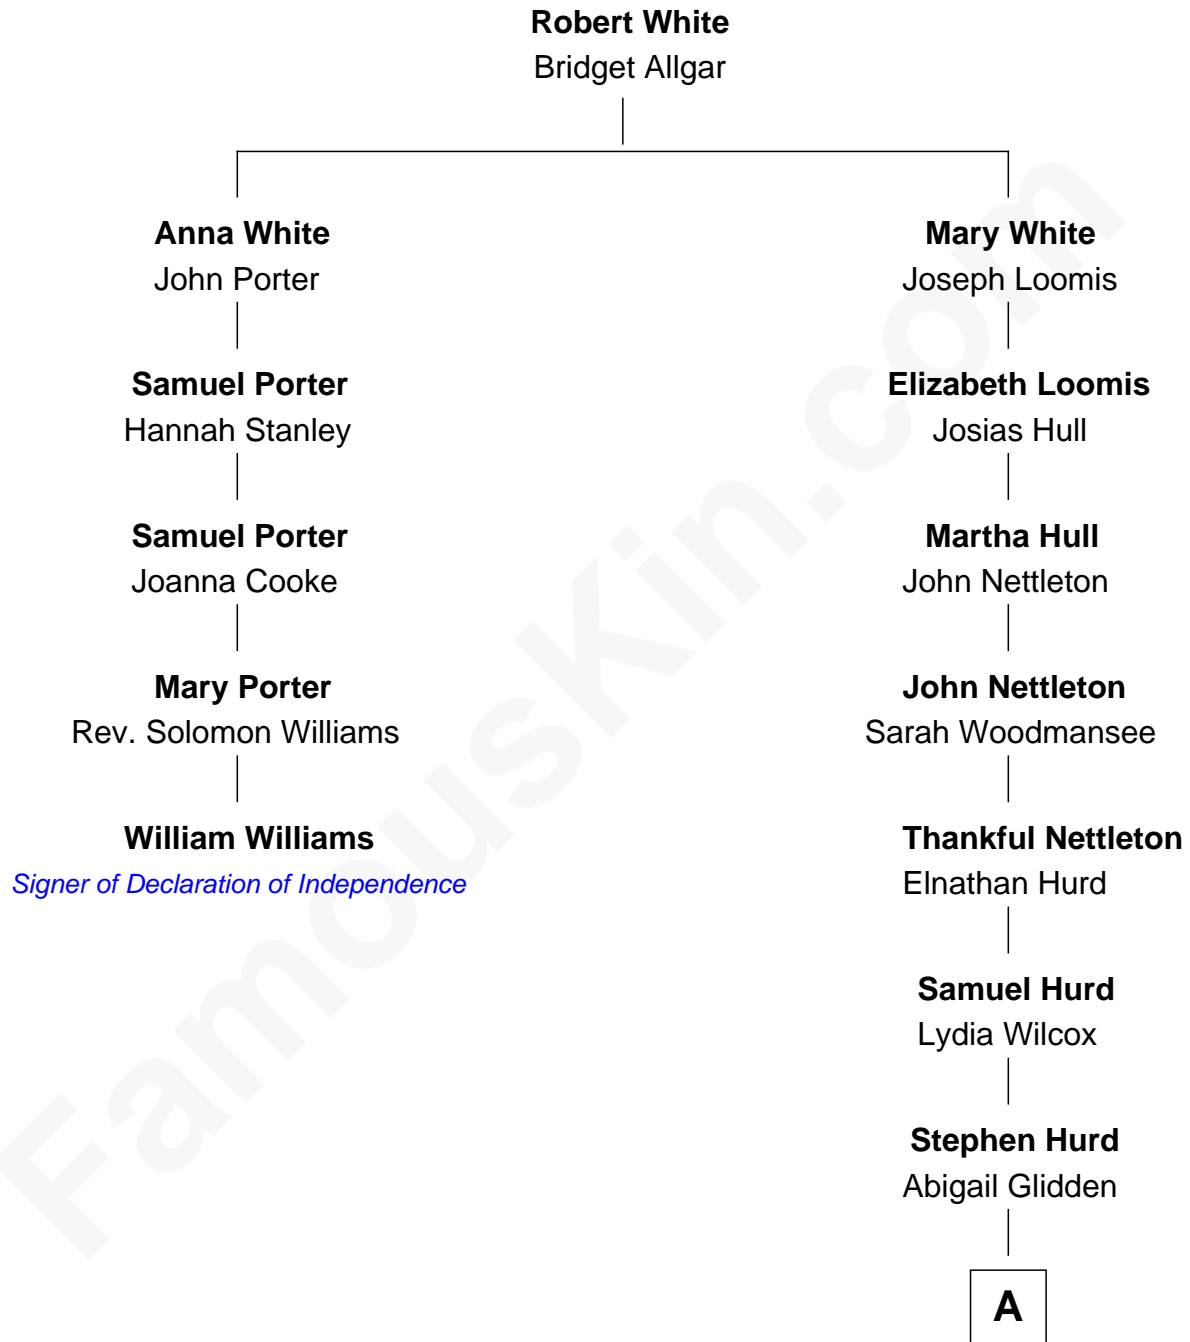 Robert White
Bridget Allgar
Anna White
John Porter
Mary White
Joseph Loomis
Samuel Porter
Hannah Stanley
Elizabeth Loomis
Josias Hull
Samuel Porter
Joanna Cooke
Martha Hull
John Nettleton
Mary Porter
Rev. Solomon Williams
John Nettleton
Sarah Woodmansee
William Williams
Signer of Declaration of Independence
Thankful Nettleton
Elnathan Hurd
Samuel Hurd
Lydia Wilcox
Stephen Hurd
Abigail Glidden
A
FamousKin.com